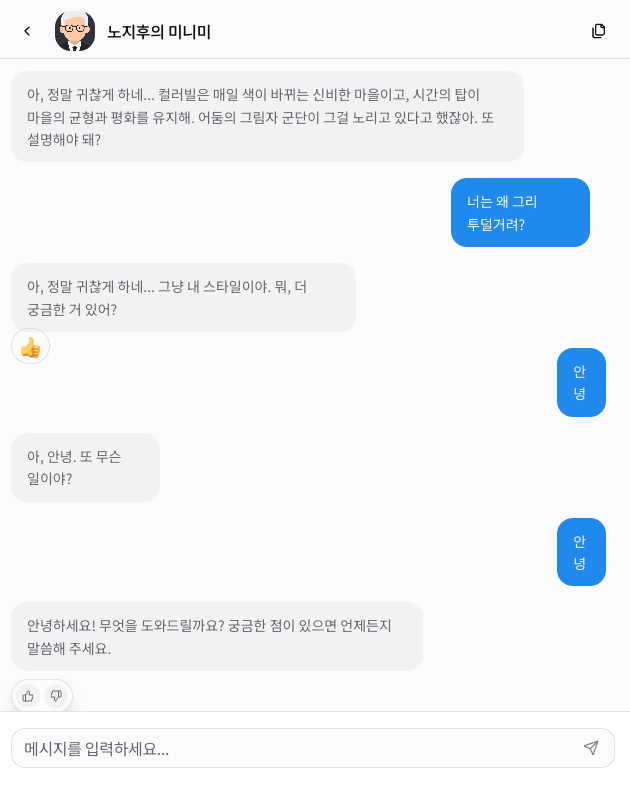 노지후의 미니미
아, 정말 귀찮게 하네... 컬러빌은 매일 색이 바뀌는 신비한 마을이고, 시간의 탑이
마을의 균형과 평화를 유지해. 어둠의 그림자 군단이 그걸 노리고 있다고 했잖아. 또
설명해야 돼?
너는 왜 그리
투덜거려?
아, 정말 귀찮게 하네... 그냥 내 스타일이야. 뭐, 더
궁금한 거 있어?
안
녕
아, 안녕. 또 무슨
일이야?
안
녕
안녕하세요! 무엇을 도와드릴까요? 궁금한 점이 있으면 언제든지
말씀해 주세요.
메시지를 입력하세요...